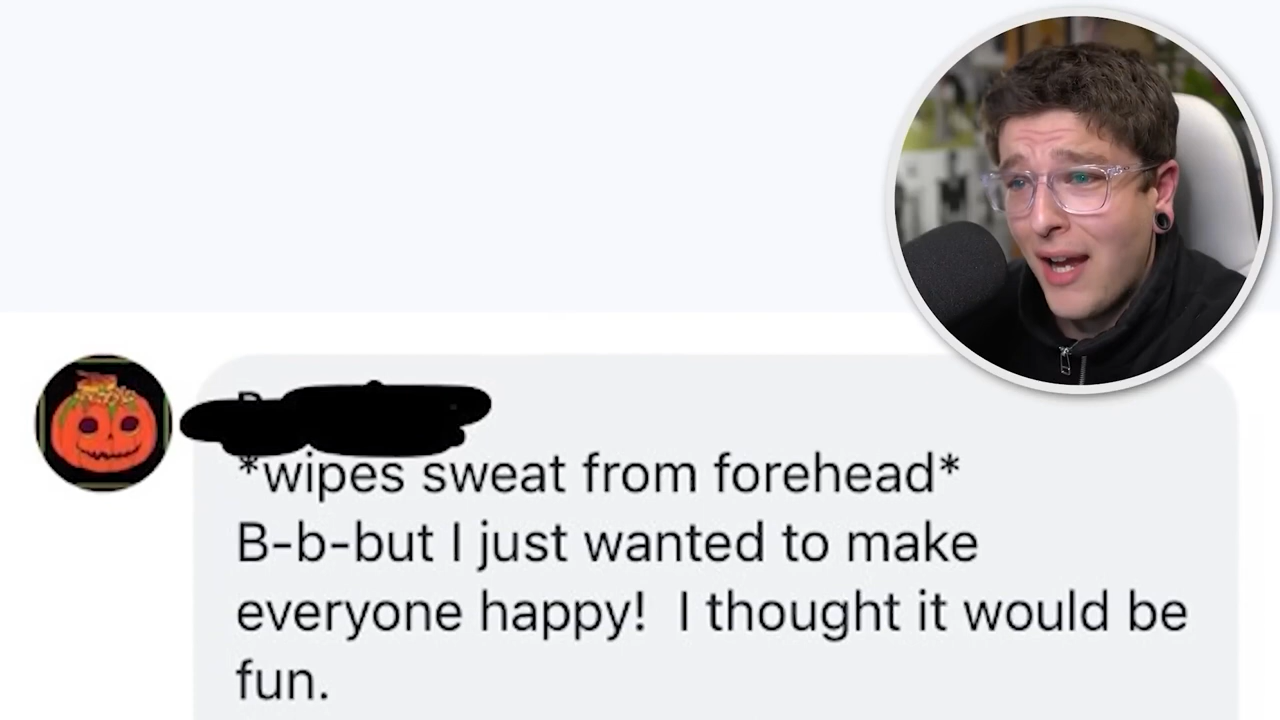 *wipes sweat from forehead*
B-b-but I just wanted to make
everyone happy!  I thought it would be
fun.